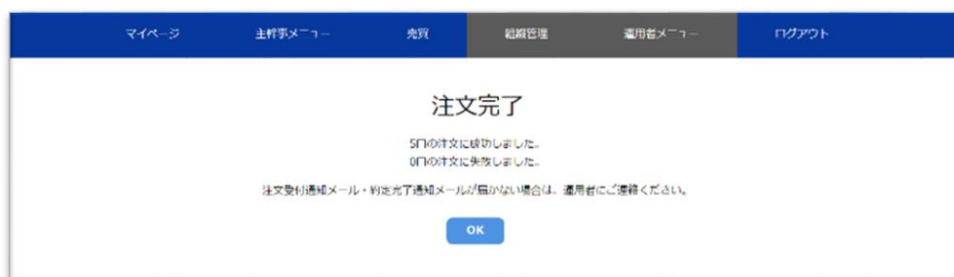 マイページ 主幹事メニュー 売買 組織管理 運用者メニュー ログアウト
注文完了
5口の注文に成功しました。
0口の注文に失敗しました。
注文受付通知メール・約定完了通知メールが届かない場合は、運用者にご連絡ください。
OK